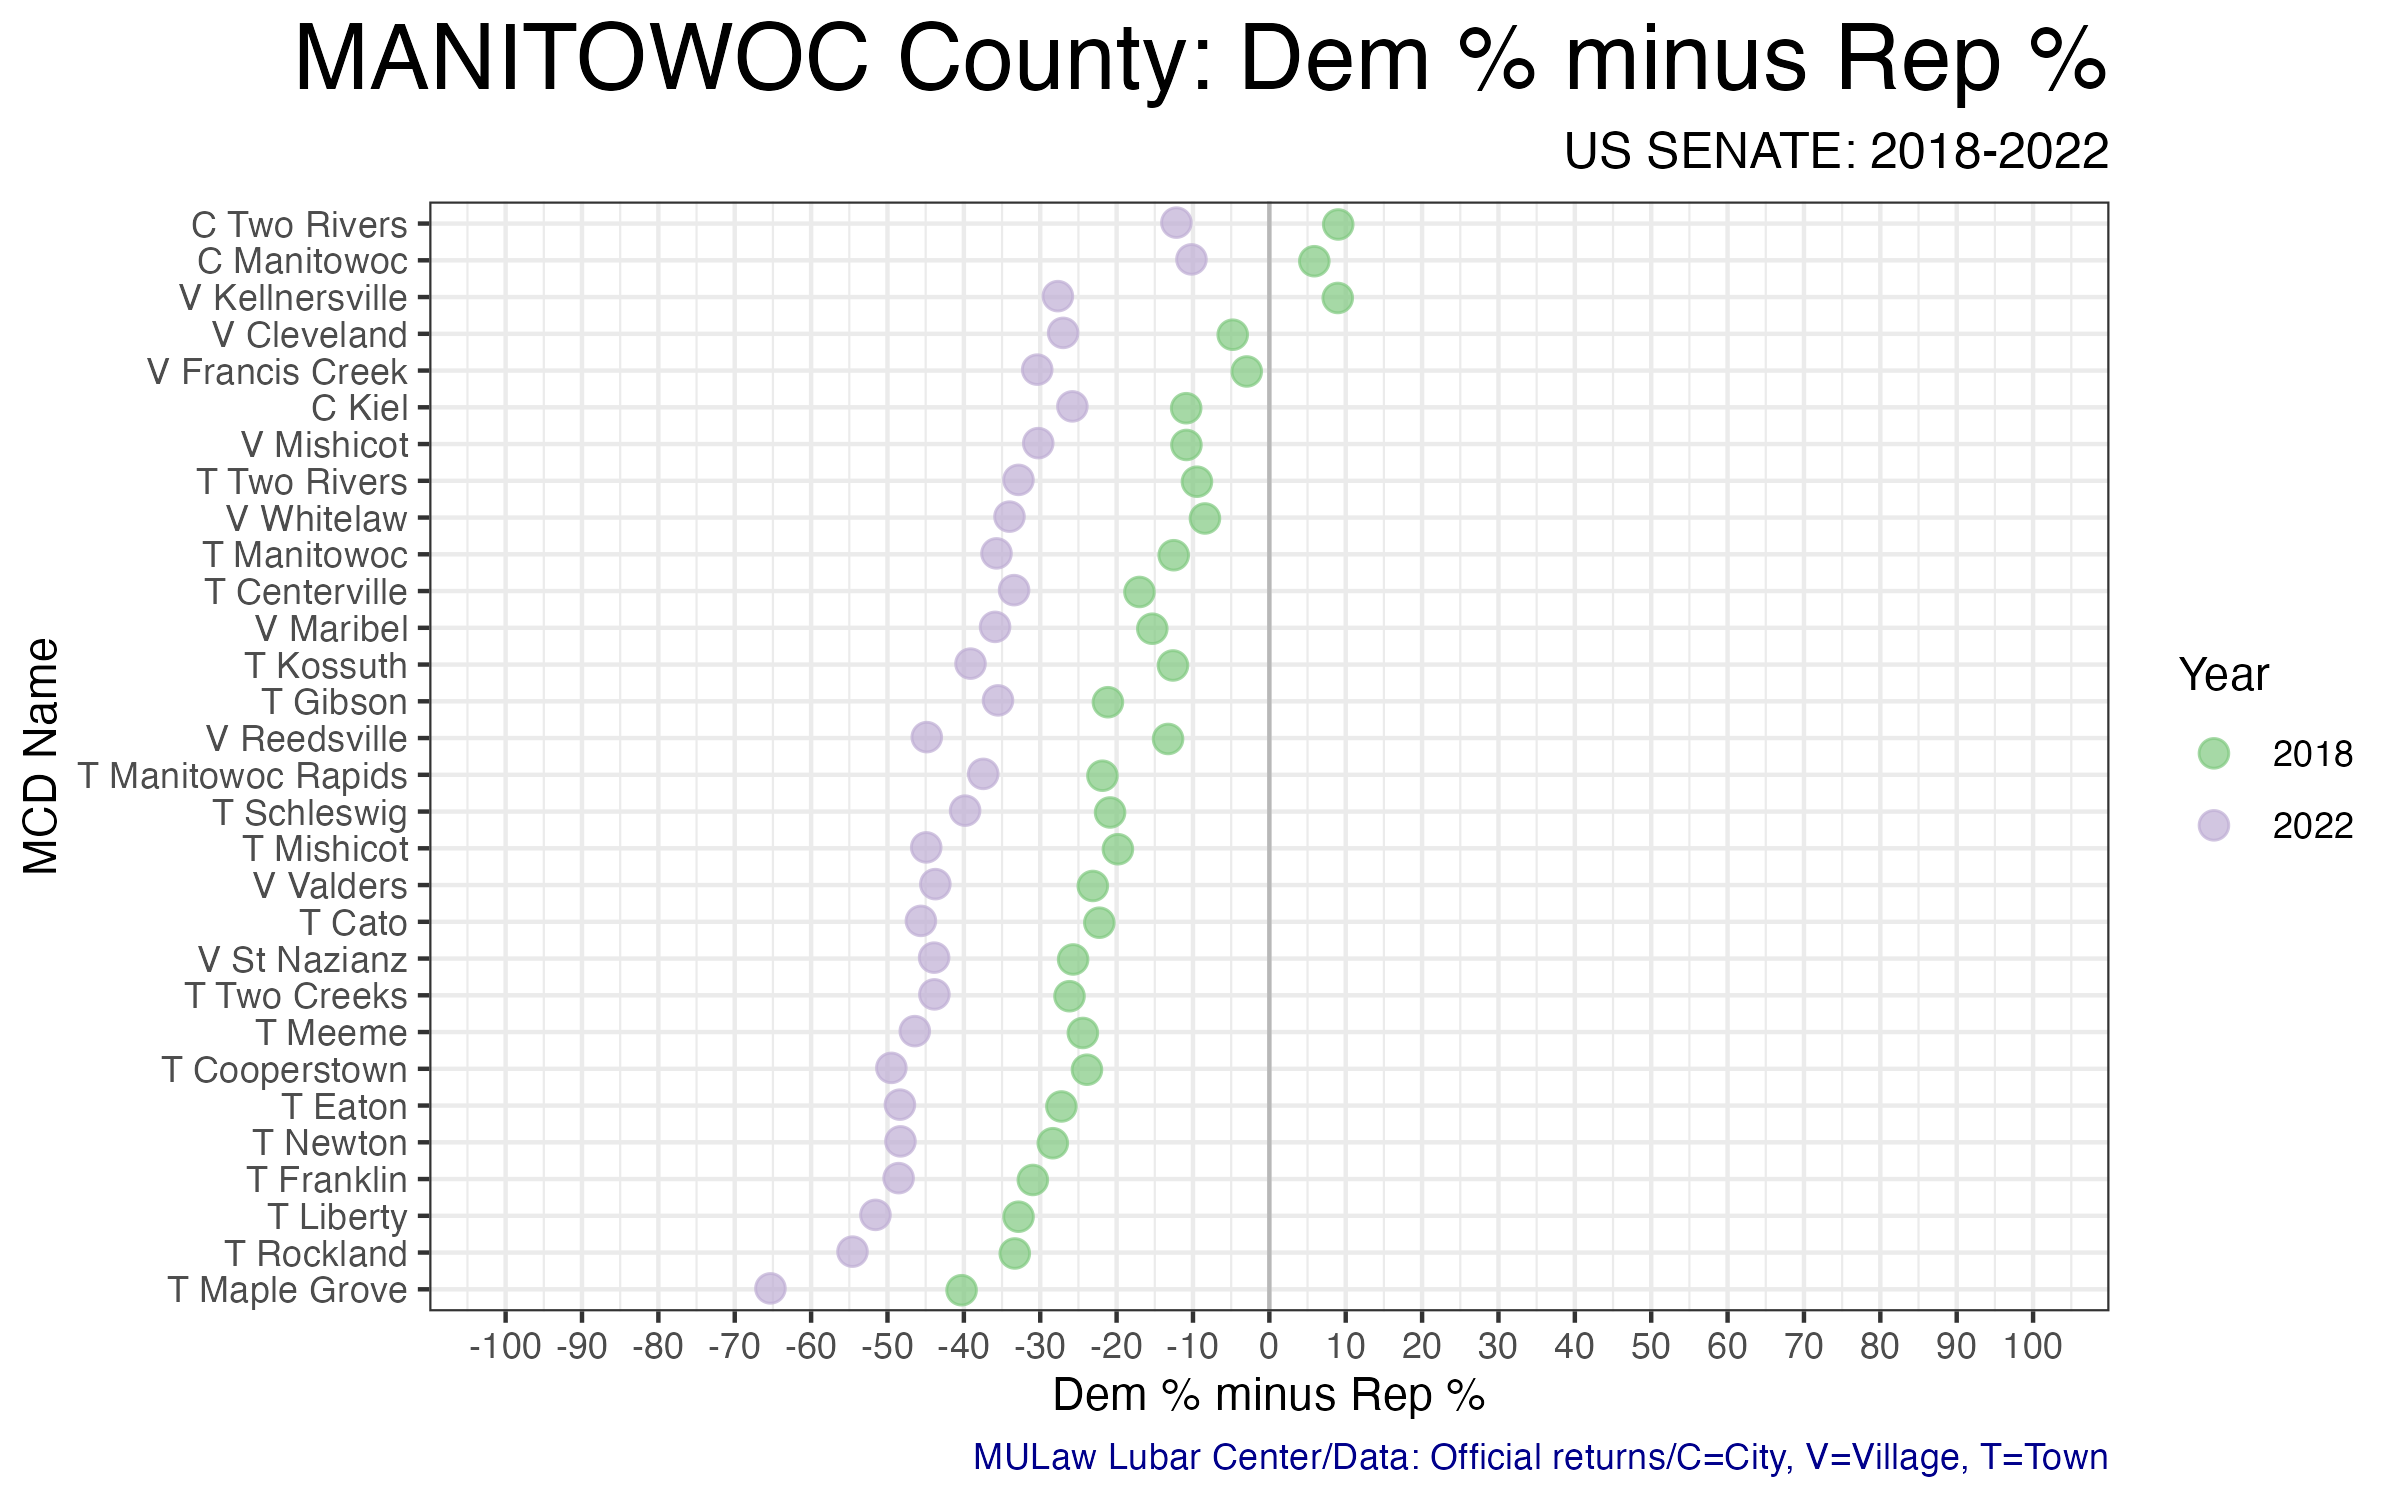 MANITOWOC County: Dem % minus Rep %
US SENATE: 2018-2022
MCD Name
C Two Rivers
C Manitowoc
V Kellnersville
V Cleveland
V Francis Creek
C Kiel
V Mishicot
T Two Rivers
V Whitelaw
T Manitowoc
T Centerville
V Maribel
T Kossuth
T Gibson
V Reedsville
T Manitowoc Rapids
T Schleswig
T Mishicot
V Valders
T Cato
V St Nazianz
T Two Creeks
T Meeme
T Cooperstown
T Eaton
T Newton
T Franklin
T Liberty
T Rockland
T Maple Grove
-100 -90 -80 -70 -60 -50 -40 -30 -20 -10 0 10 20 30 40 50 60 70 80 90 100
Dem % minus Rep %
Year
2018
2022
MULaw Lubar Center/Data: Official returns/C=City, V=Village, T=Town